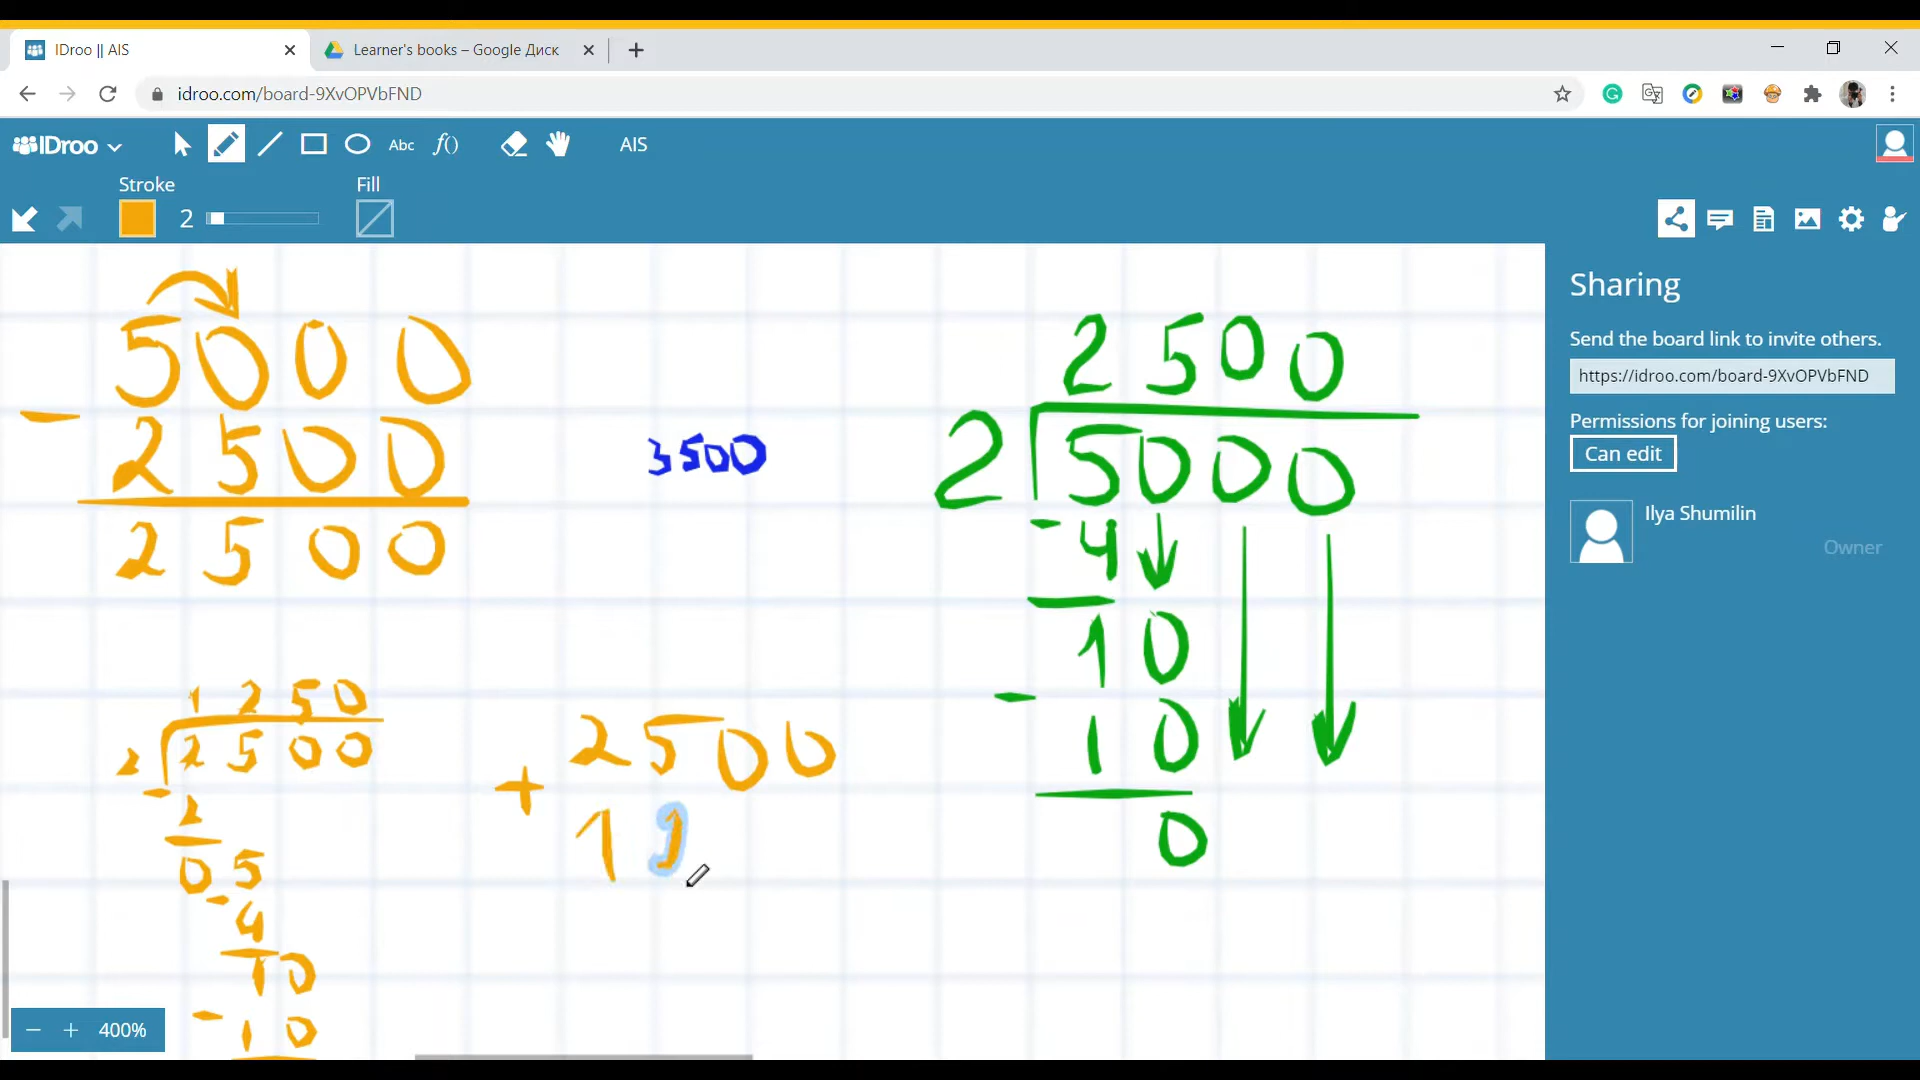 IDroo || AIS
Learner's books – Google Диск
idroo.com/board-9XvOPVbFND
IDroo
Abc
f()
AIS
Stroke
Fill
2
Sharing
Send the board link to invite others.
https://idroo.com/board-9XvOPVbFND
Permissions for joining users:
Can edit
Ilya Shumilin
Owner
5000
- 2500
2500
3500
2500
2 5000
- 4
10
- 10
0
1250
2 2500
- 2
05
- 4
10
- 10
+ 2500
1
− + 400%